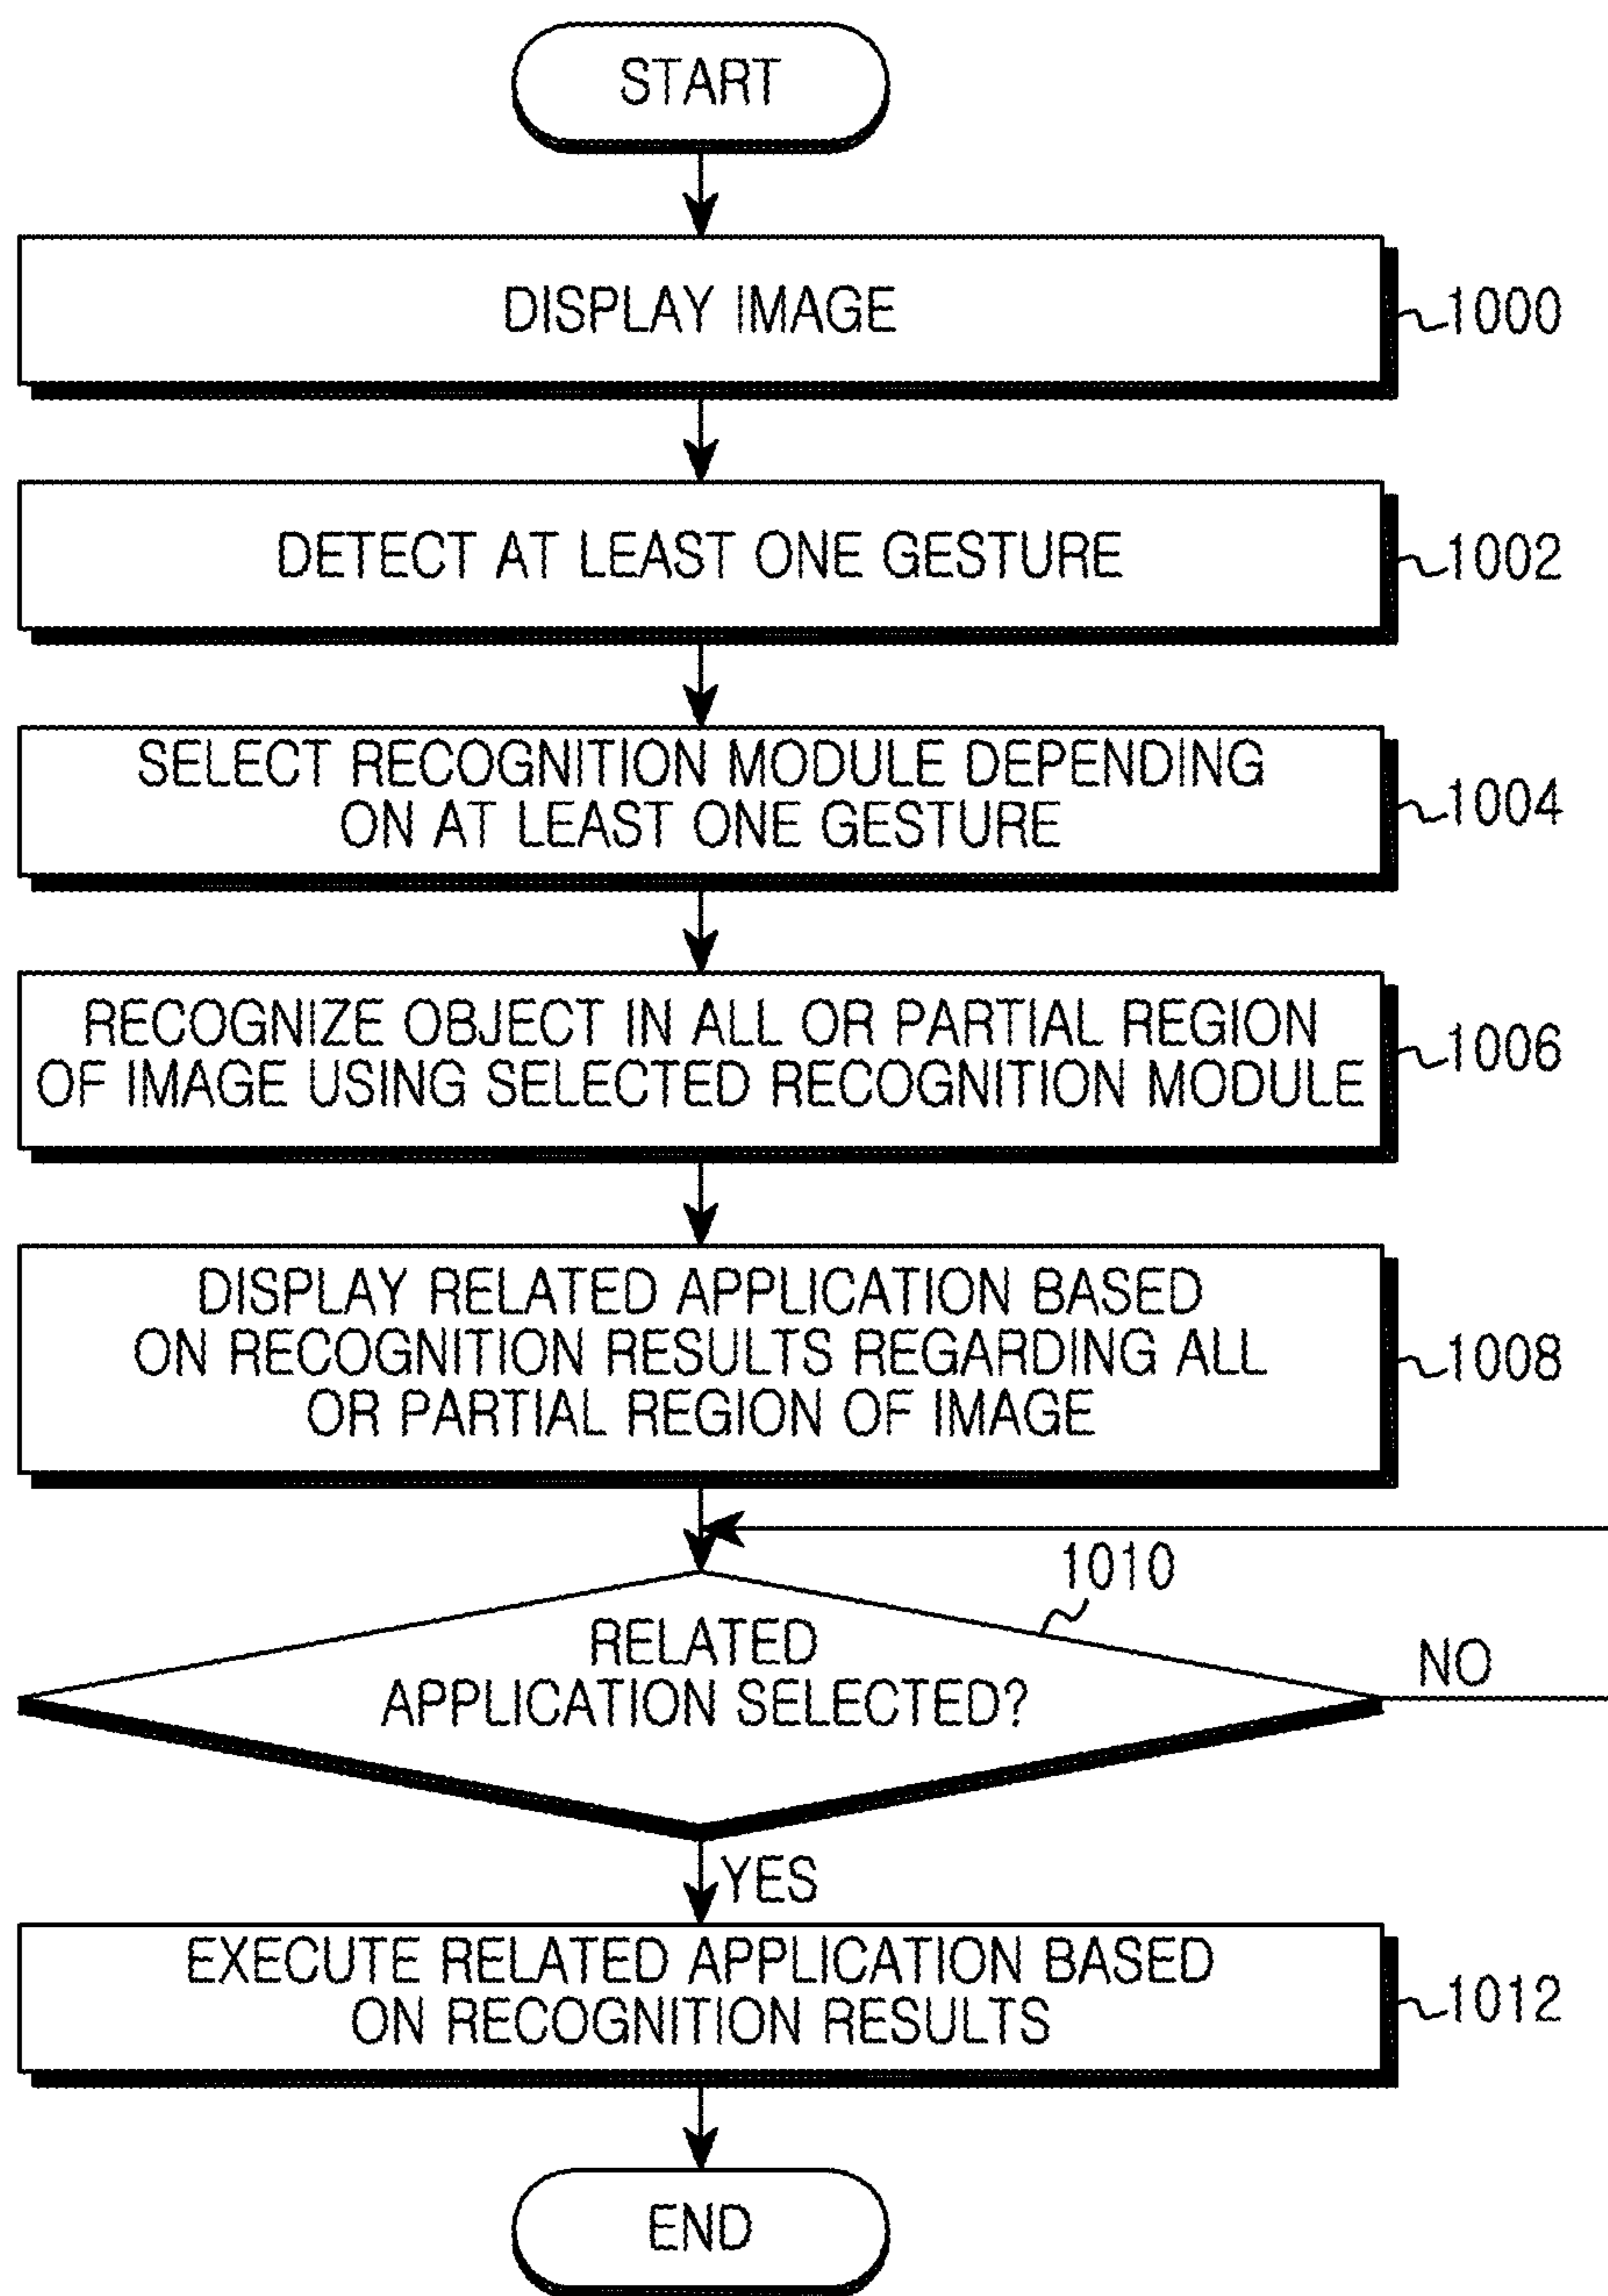 START
DISPLAY IMAGE
1000
DETECT AT LEAST ONE GESTURE
1002
SELECT RECOGNITION MODULE DEPENDING
ON AT LEAST ONE GESTURE
1004
RECOGNIZE OBJECT IN ALL OR PARTIAL REGION
OF IMAGE USING SELECTED RECOGNITION MODULE
1006
DISPLAY RELATED APPLICATION BASED
ON RECOGNITION RESULTS REGARDING ALL
OR PARTIAL REGION OF IMAGE
1008
1010
RELATED
APPLICATION SELECTED?
NO
YES
EXECUTE RELATED APPLICATION BASED
ON RECOGNITION RESULTS
1012
END